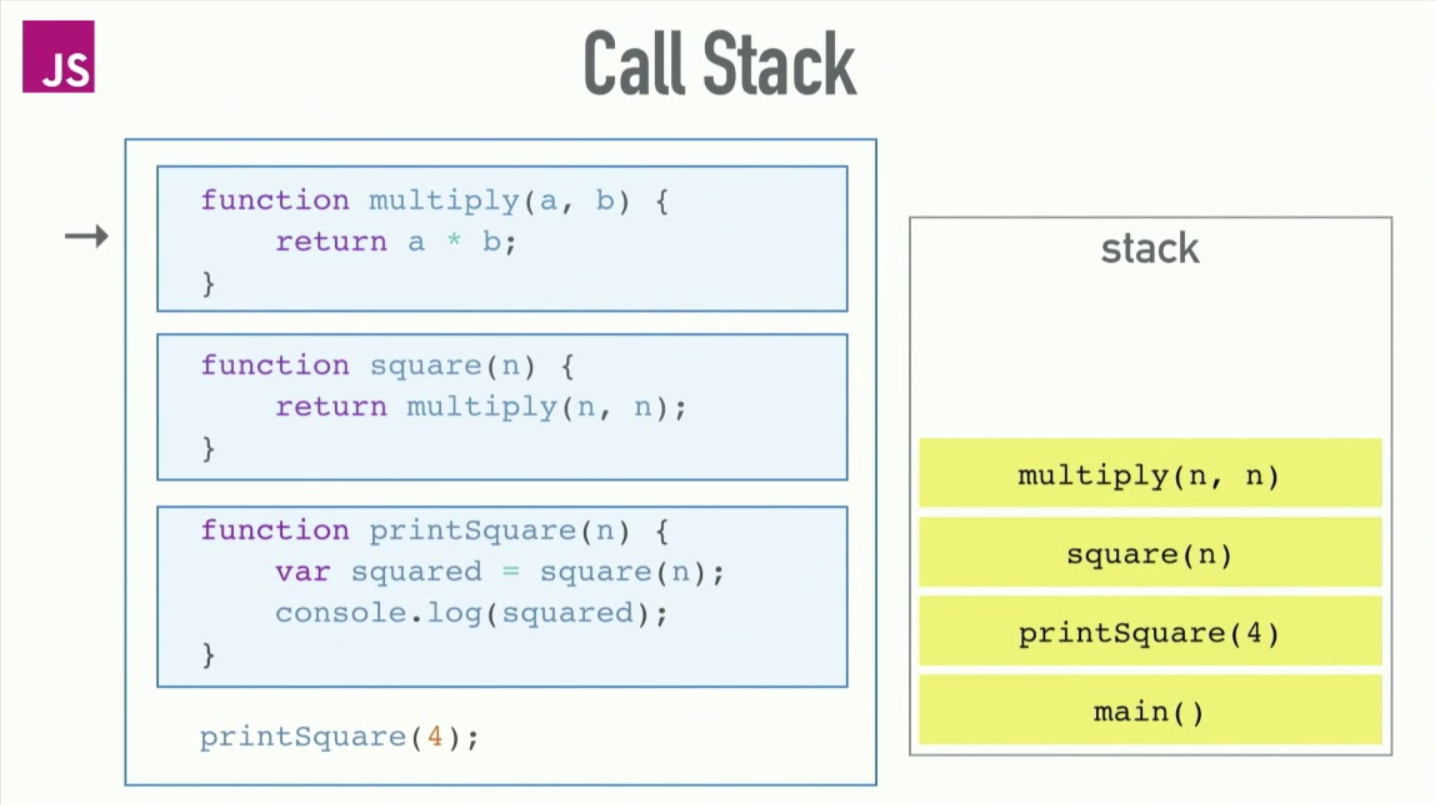 JS
Call Stack
function multiply(a, b) {
    return a * b;
}
function square(n) {
    return multiply(n, n);
}
function printSquare(n) {
    var squared = square(n);
    console.log(squared);
}
printSquare(4);
stack
multiply(n, n)
square(n)
printSquare(4)
main()